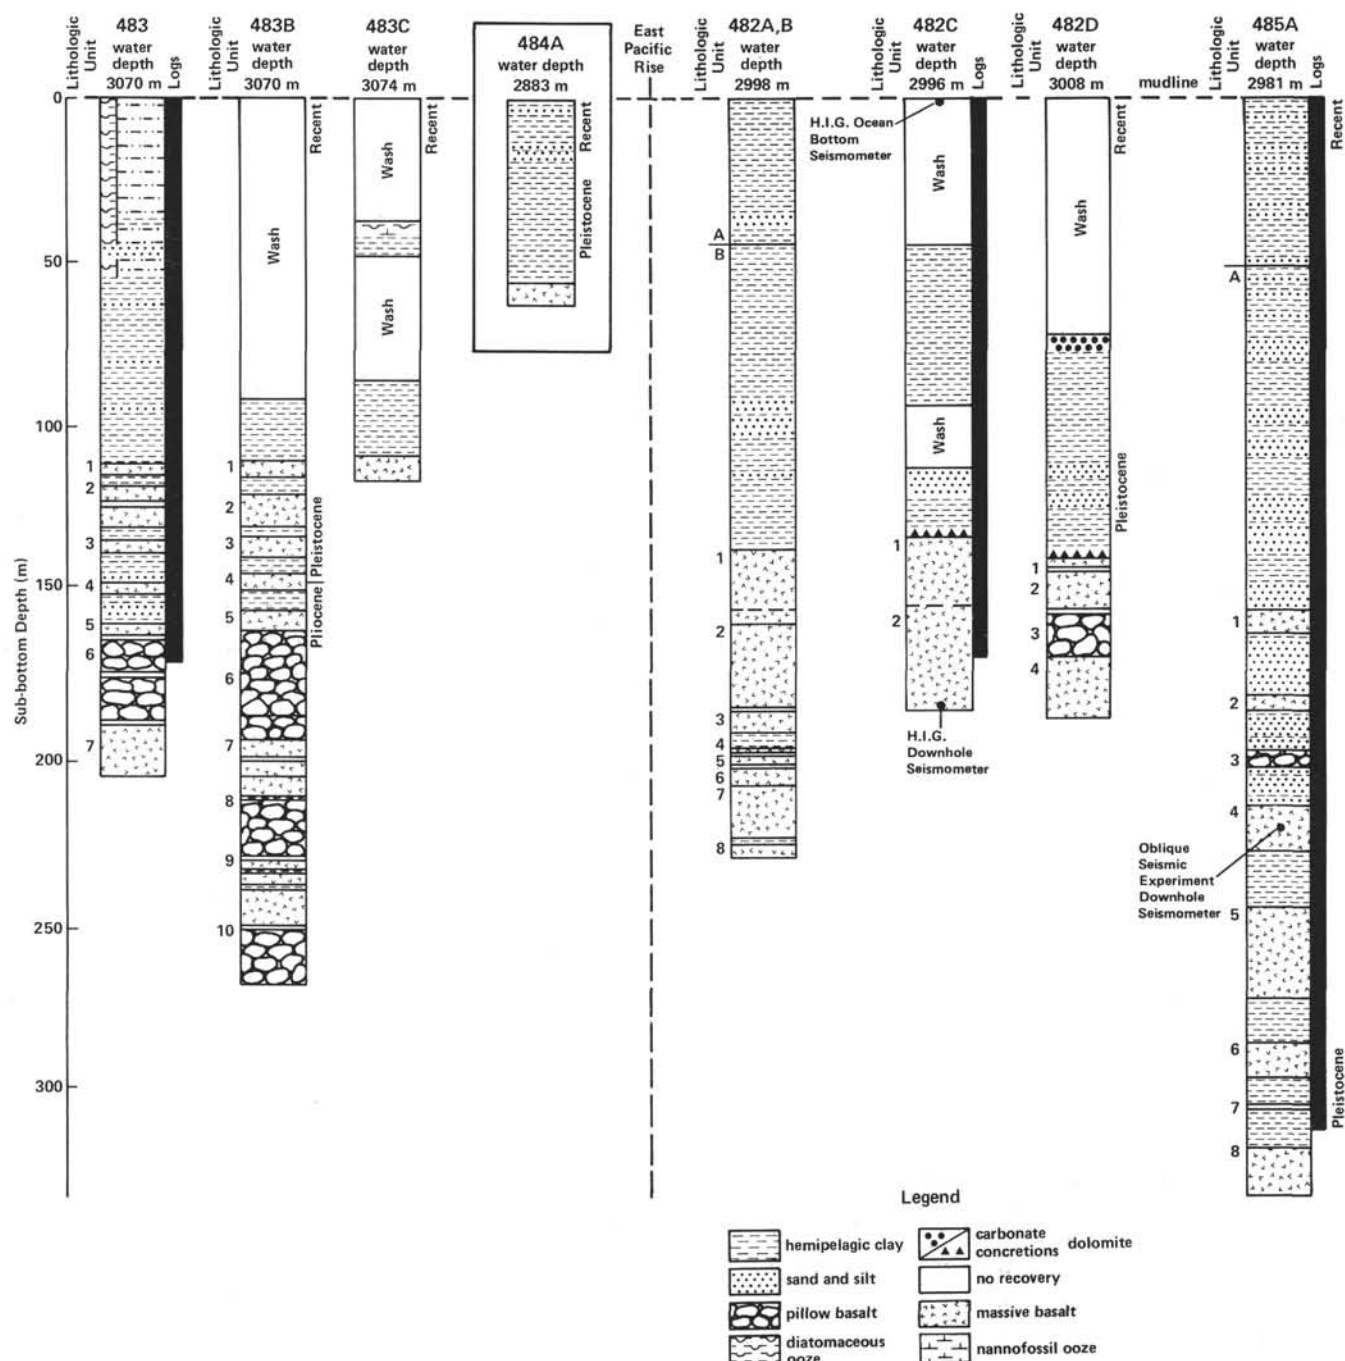 483
water
depth
3070 m
Lithologic
Unit
Logs
483B
water
depth
3070 m
Lithologic
Unit
483C
water
depth
3074 m
484A
water depth
2883 m
East
Pacific
Rise
482A,B
water
depth
2998 m
Lithologic
Unit
482C
water
depth
2996 m
Lithologic
Unit
Logs
482D
water
depth
3008 m
Lithologic
Unit
mudline
485A
water
depth
2981 m
Lithologic
Unit
Logs
Sub-bottom Depth (m)
0
50
100
150
200
250
300
1
2
3
4
5
6
7
Wash
Recent
1
2
3
4
5
6
7
8
9
10
Pleistocene
Pliocene
Wash
Wash
Recent
Recent
Pleistocene
A
B
1
2
3
4
5
6
7
8
H.I.G. Ocean
Bottom
Seismometer
Wash
Wash
1
2
H.I.G.
Downhole
Seismometer
Wash
Recent
Pleistocene
1
2
3
4
A
1
2
3
4
5
6
7
8
Recent
Pleistocene
Oblique
Seismic
Experiment
Downhole
Seismometer
Legend
hemipelagic clay
sand and silt
pillow basalt
diatomaceous
ooze
carbonate
concretions
dolomite
no recovery
massive basalt
nannofossil ooze